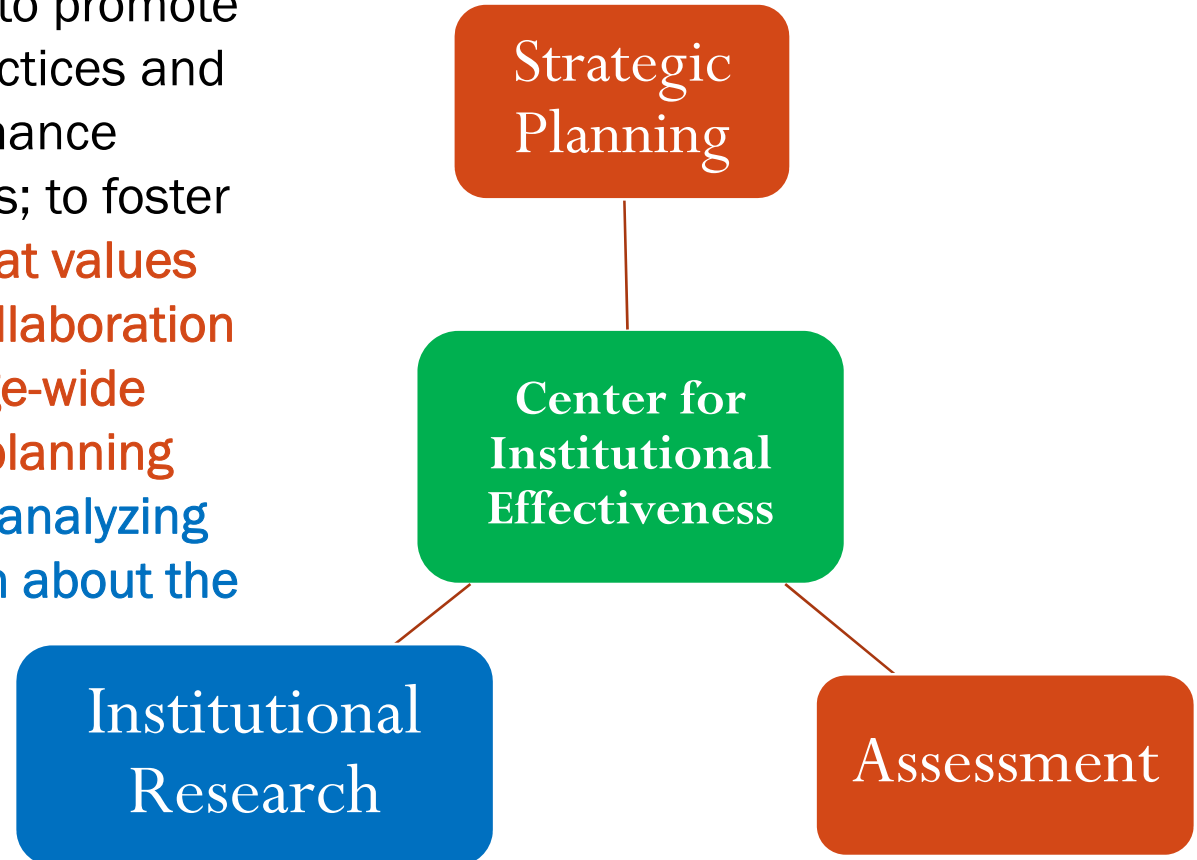 to promote
ctices and
nance
s; to foster
at values
llaboration
e-wide
planning
analyzing
n about the
Strategic
Planning
Center for
Institutional
Effectiveness
Institutional
Research
Assessment